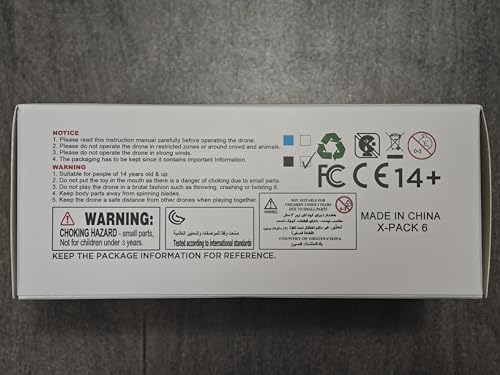 NOTICE
1. Please read this instruction manual carefully before operating the drone.
2. Please do not operate the drone in restricted zones or around crowd and animals.
3. Please do not operate the drone in strong winds.
4. The packaging has to be kept since it contains important Information.
WARNING
1. Suitable for people of 14 years old & up
2. Do not put the toy in the mouth as there is a danger of choking due to small parts.
3. Do not play the drone in a brutal fashion such as throwing, crashing or twisting it.
4. Keep body parts away from spinning blades.
5. Keep the drone a safe distance from other drones when playing together.
FC CE 14+
WARNING:
CHOKING HAZARD - small parts,
Not for children under 3 years.
صنعت وفقا للمواصفات والمعايير العالمية
Tested according to international standards
NOT SUITABLE FOR
CHILDREN UNDER 3 YEARS
DUE TO SMALL PARTS
COUNTRY OF ORIGIN:CHINA
MADE IN CHINA
X-PACK 6
KEEP THE PACKAGE INFORMATION FOR REFERENCE.